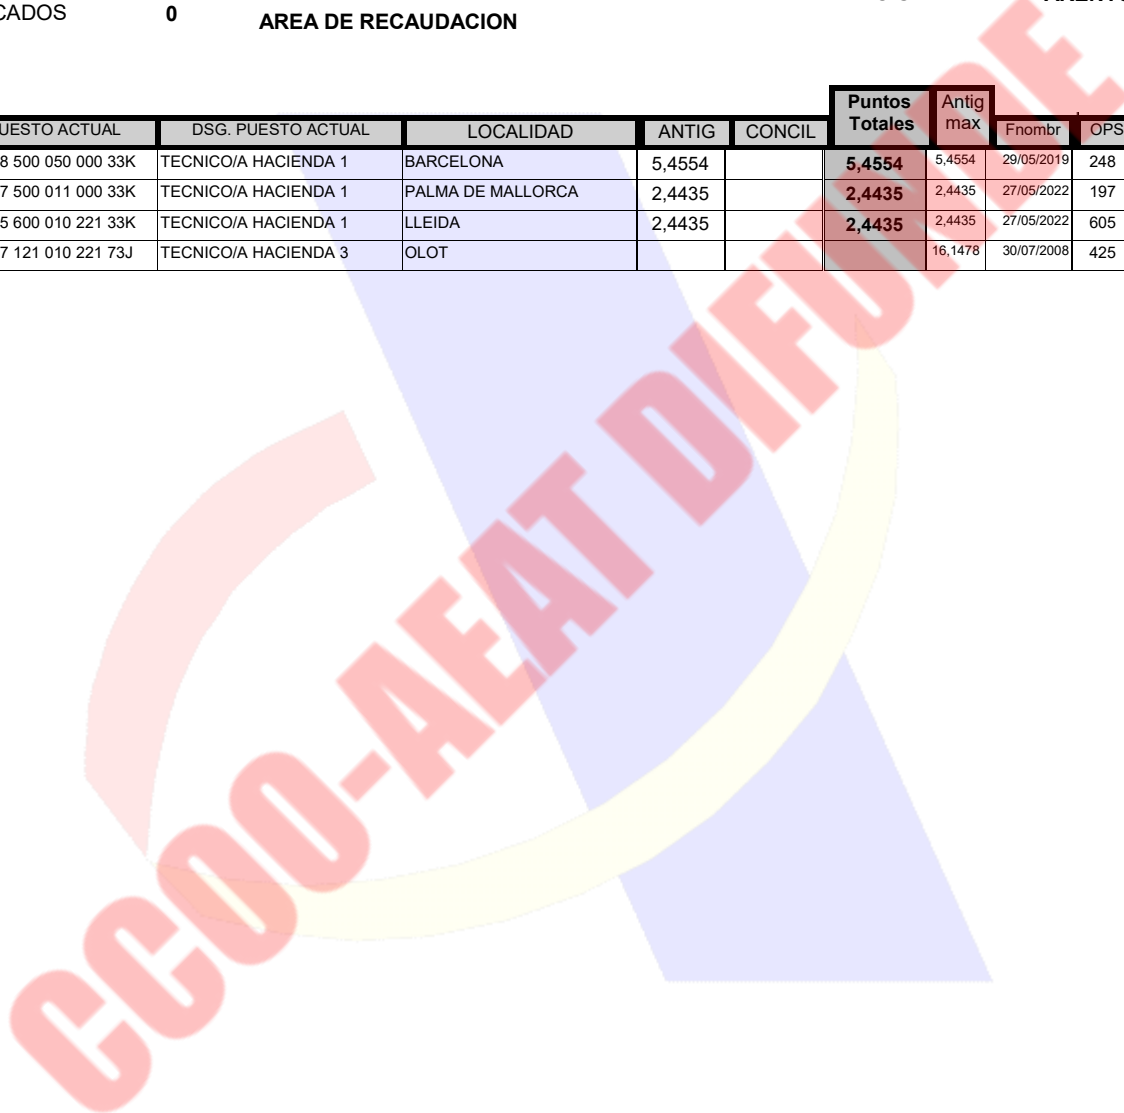 CADOS 0 AREA DE RECAUDACION
UESTO ACTUAL DSG. PUESTO ACTUAL LOCALIDAD ANTIG CONCIL Puntos Totales Antig max Fnombr OPS
8 500 050 000 33K TECNICO/A HACIENDA 1 BARCELONA 5,4554 5,4554 5,4554 29/05/2019 248
7 500 011 000 33K TECNICO/A HACIENDA 1 PALMA DE MALLORCA 2,4435 2,4435 2,4435 27/05/2022 197
5 600 010 221 33K TECNICO/A HACIENDA 1 LLEIDA 2,4435 2,4435 2,4435 27/05/2022 605
7 121 010 221 73J TECNICO/A HACIENDA 3 OLOT 16,1478 30/07/2008 425
CCOO-AEAT DIFUNDE